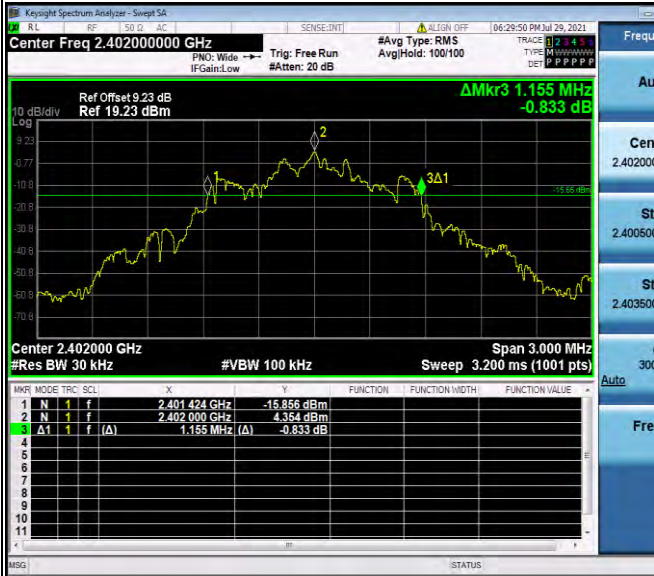 Keysight Spectrum Analyzer - Swept SA
RL RF 50 Ω AC SENSE:INT ALIGN OFF 06:29:50 PM Jul 29, 2021
Center Freq 2.402000000 GHz
PNO: Wide
IFGain:Low
Trig: Free Run
#Atten: 20 dB
#Avg Type: RMS
Avg|Hold: 100/100
TRACE 1 2 3 4 5 6
TYPE M
DET P P P P P P
Frequ
ΔMkr3 1.155 MHz
-0.833 dB
Ref Offset 9.23 dB
10 dB/div Ref 19.23 dBm
Log
9.23
-0.77
-10.8
-20.8
-30.8
-40.8
-50.8
-60.8
-70.8
1
2
3Δ1
-15.65 dBm
Center 2.402000 GHz Span 3.000 MHz
#Res BW 30 kHz #VBW 100 kHz Sweep 3.200 ms (1001 pts)
MKR MODE TRC SCL X Y FUNCTION FUNCTION WIDTH FUNCTION VALUE
1 N 1 f 2.401 424 GHz -15.856 dBm
2 N 1 f 2.402 000 GHz 4.354 dBm
3 Δ1 1 f (Δ) 1.155 MHz (Δ) -0.833 dB
4
5
6
7
8
9
10
11
MSG STATUS
Au
Cen
2.402000
St
2.400500
St
2.403500
300
Auto
Fre